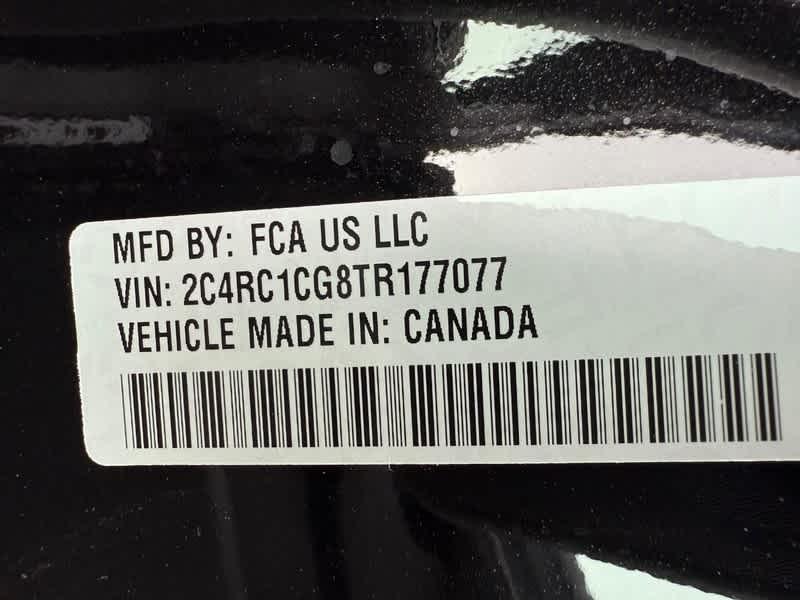 MFD BY: FCA US LLC
VIN: 2C4RC1CG8TR177077
VEHICLE MADE IN: CANADA